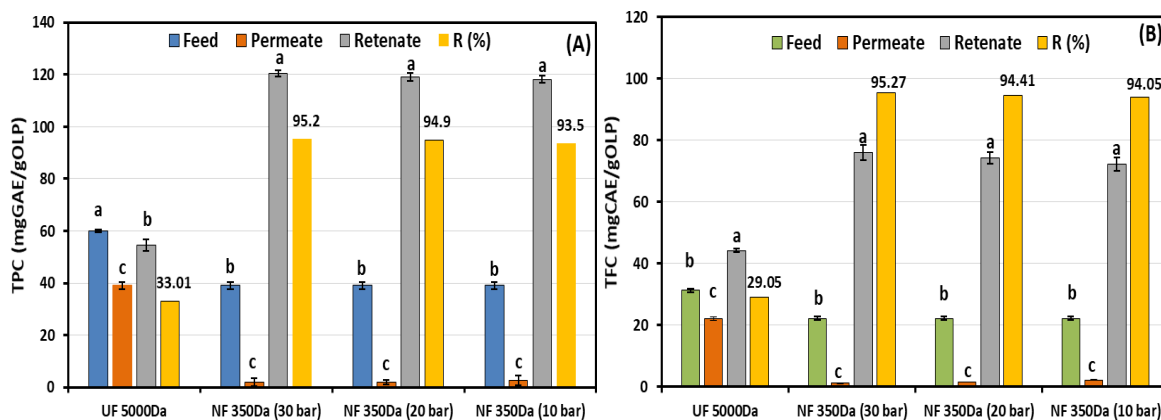 140
120
100
80
60
40
20
0
TPC (mgGAE/gOLP)
Feed Permeate Retenate R (%)
(A)
a b c 33.01
b c a 95.2
b c a 94.9
b c a 93.5
UF 5000Da NF 350Da (30 bar) NF 350Da (20 bar) NF 350Da (10 bar)
120
100
80
60
40
20
0
TFC (mgCAE/gOLP)
Feed Permeate Retenate R (%)
(B)
b c a 29.05
b c a 95.27
b c a 94.41
b c a 94.05
UF 5000Da NF 350Da (30 bar) NF 350Da (20 bar) NF 350Da (10 bar)